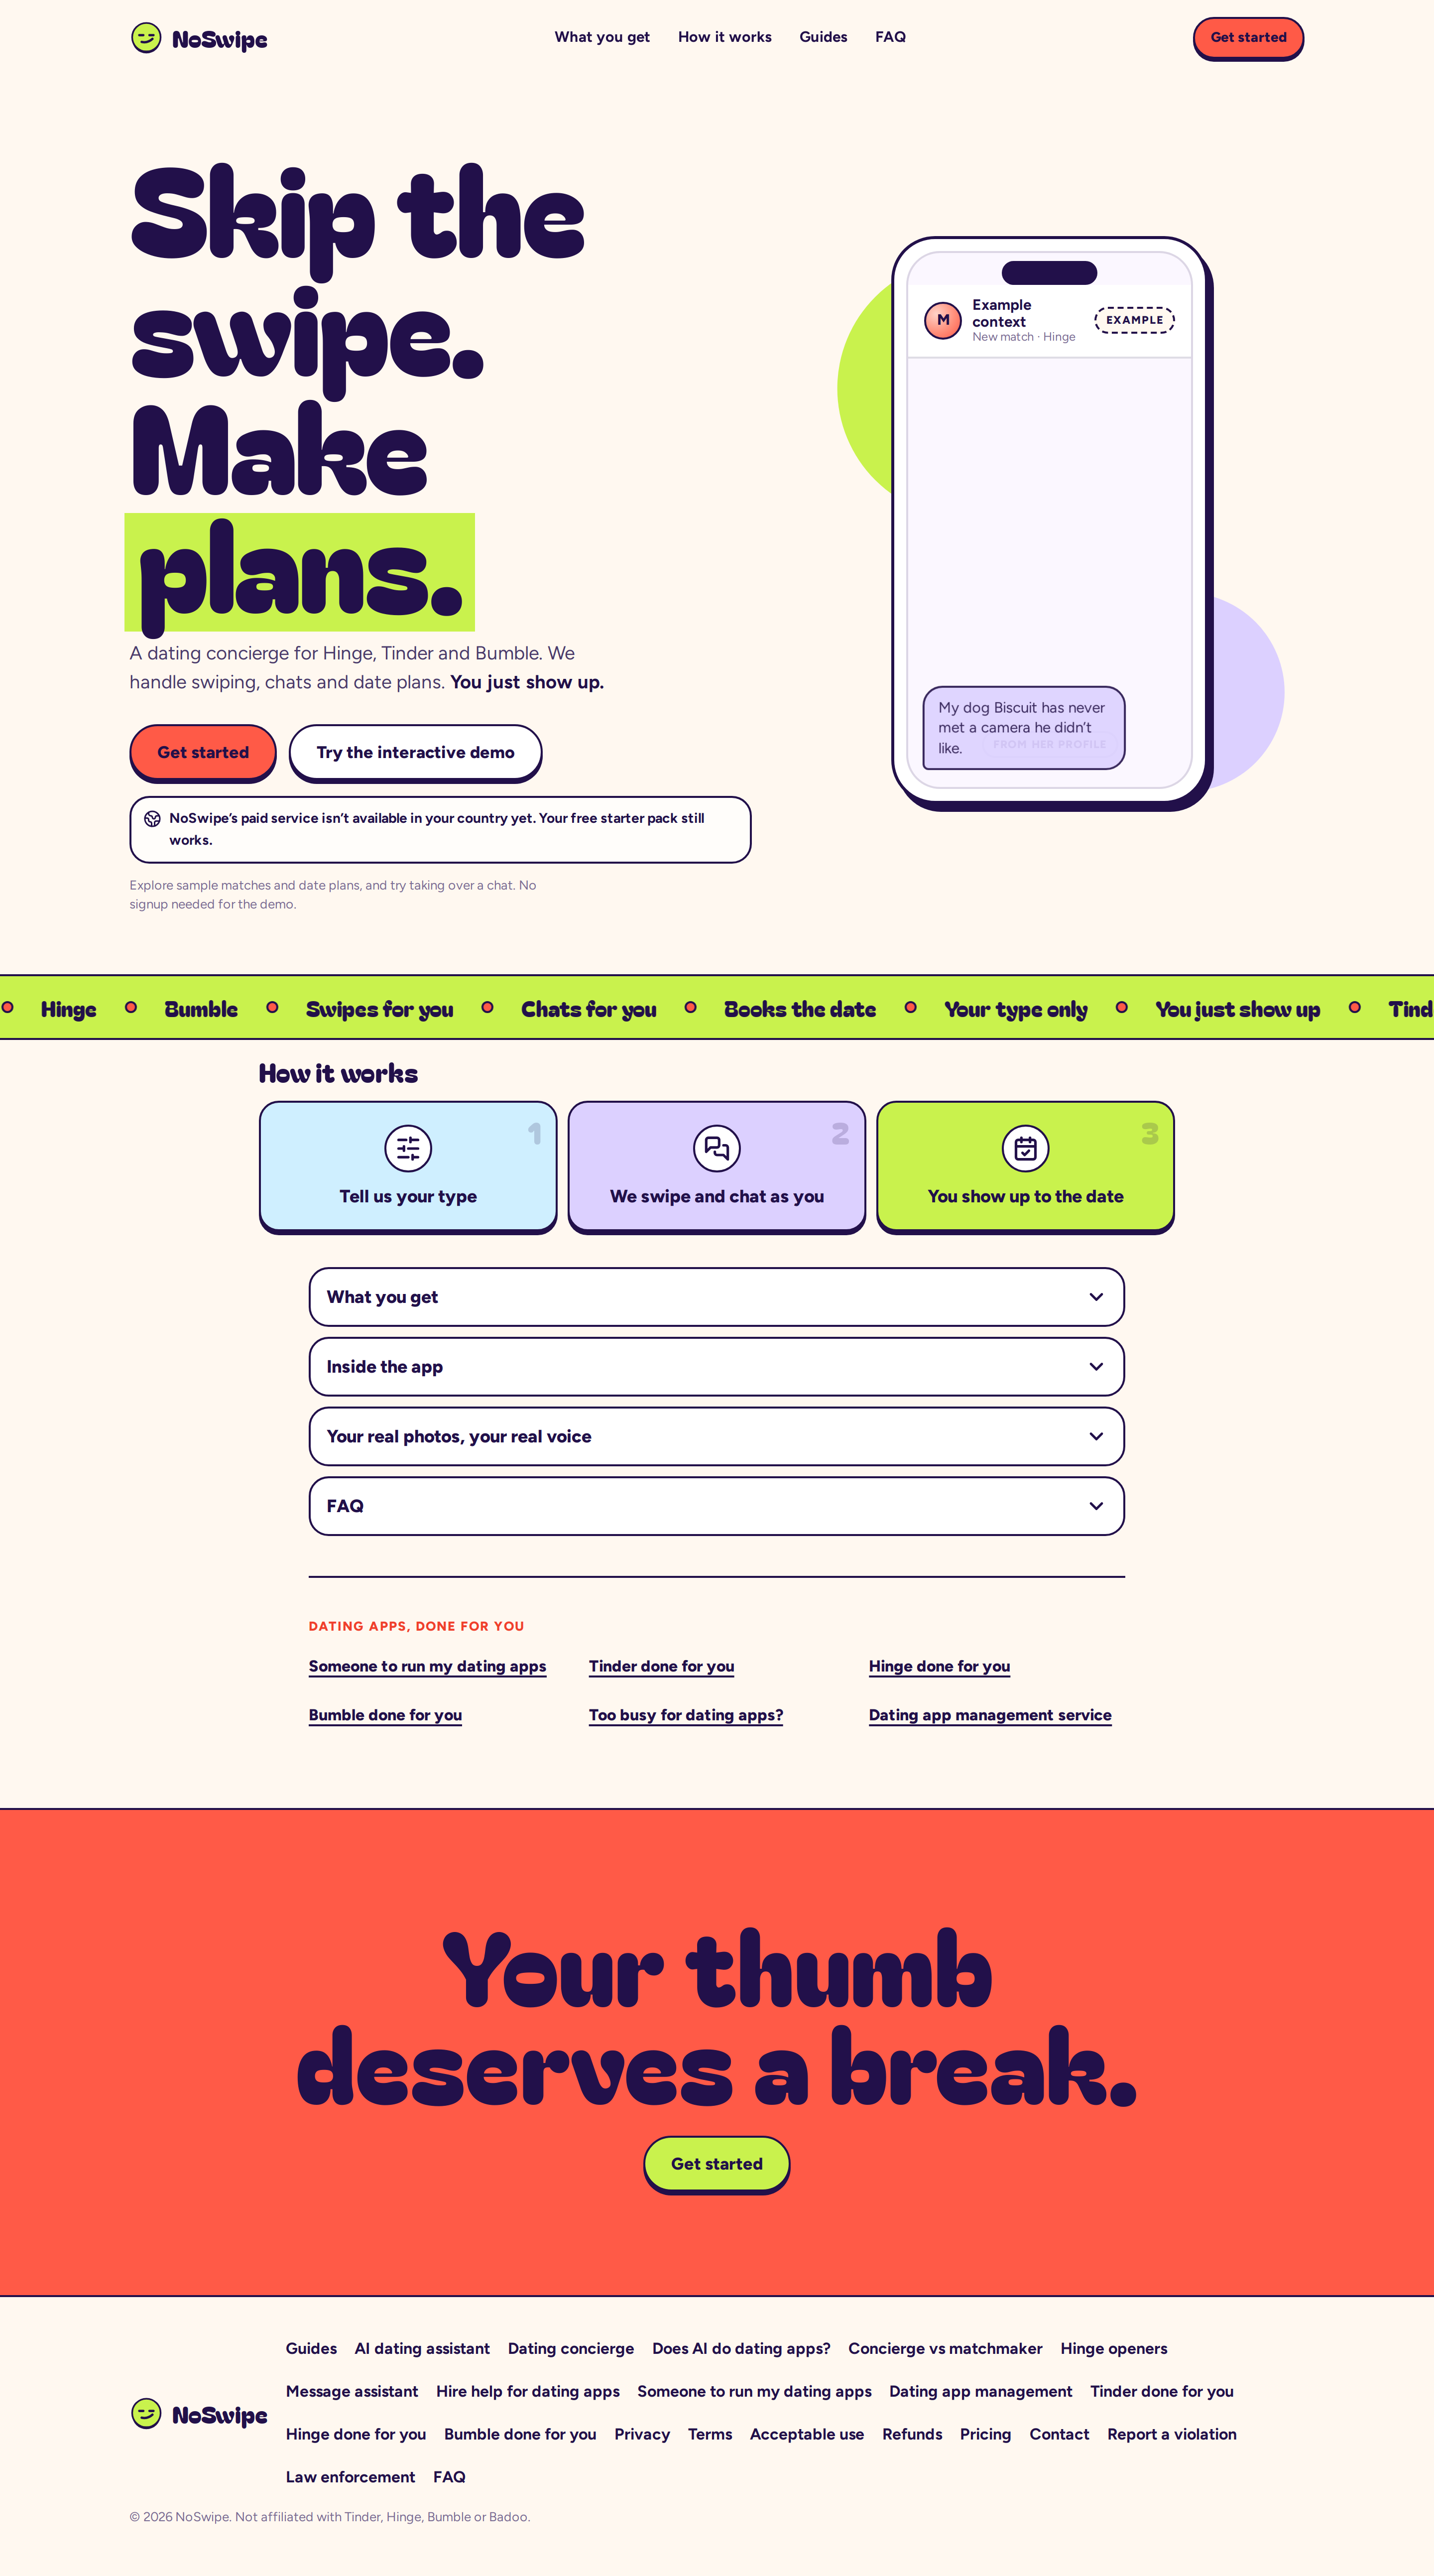 NoSwipe
What you get
How it works
Guides
FAQ
Get started
Skip the
swipe.
Make
plans.
A dating concierge for Hinge, Tinder and Bumble. We
handle swiping, chats and date plans. You just show up.
Get started
Try the interactive demo
NoSwipe’s paid service isn’t available in your country yet. Your free starter pack still
works.
Explore sample matches and date plans, and try taking over a chat. No
signup needed for the demo.
M
Example
context
New match · Hinge
EXAMPLE
My dog Biscuit has never
met a camera he didn’t
like.
FROM HER PROFILE
Hinge
Bumble
Swipes for you
Chats for you
Books the date
Your type only
You just show up
Tind
How it works
1
Tell us your type
2
We swipe and chat as you
3
You show up to the date
What you get
Inside the app
Your real photos, your real voice
FAQ
DATING APPS, DONE FOR YOU
Someone to run my dating apps
Tinder done for you
Hinge done for you
Bumble done for you
Too busy for dating apps?
Dating app management service
Your thumb
deserves a break.
Get started
NoSwipe
Guides AI dating assistant Dating concierge Does AI do dating apps? Concierge vs matchmaker Hinge openers
Message assistant Hire help for dating apps Someone to run my dating apps Dating app management Tinder done for you
Hinge done for you Bumble done for you Privacy Terms Acceptable use Refunds Pricing Contact Report a violation
Law enforcement FAQ
© 2026 NoSwipe. Not affiliated with Tinder, Hinge, Bumble or Badoo.